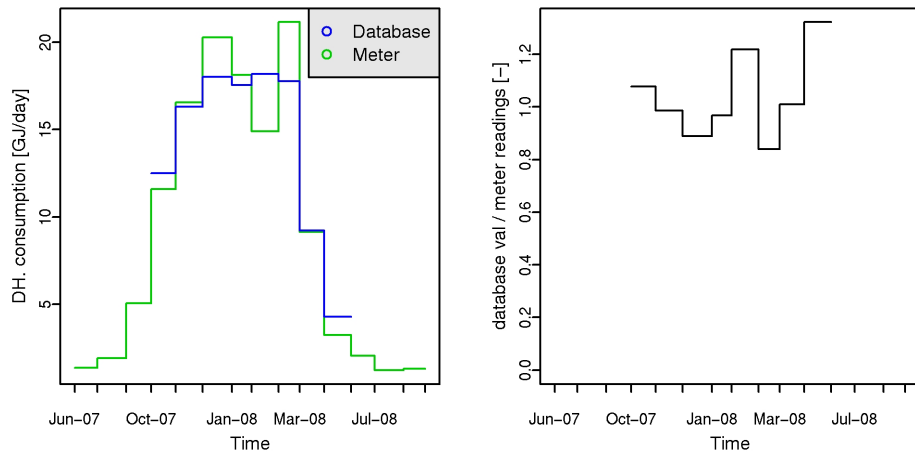 DH. consumption [GJ/day]
20
15
10
5
Database
Meter
Jun–07 Oct–07 Jan–08 Mar–08 Jul–08
Time
database val / meter readings [-]
1.2
1.0
0.8
0.6
0.4
0.2
0.0
Jun–07 Oct–07 Jan–08 Mar–08 Jul–08
Time